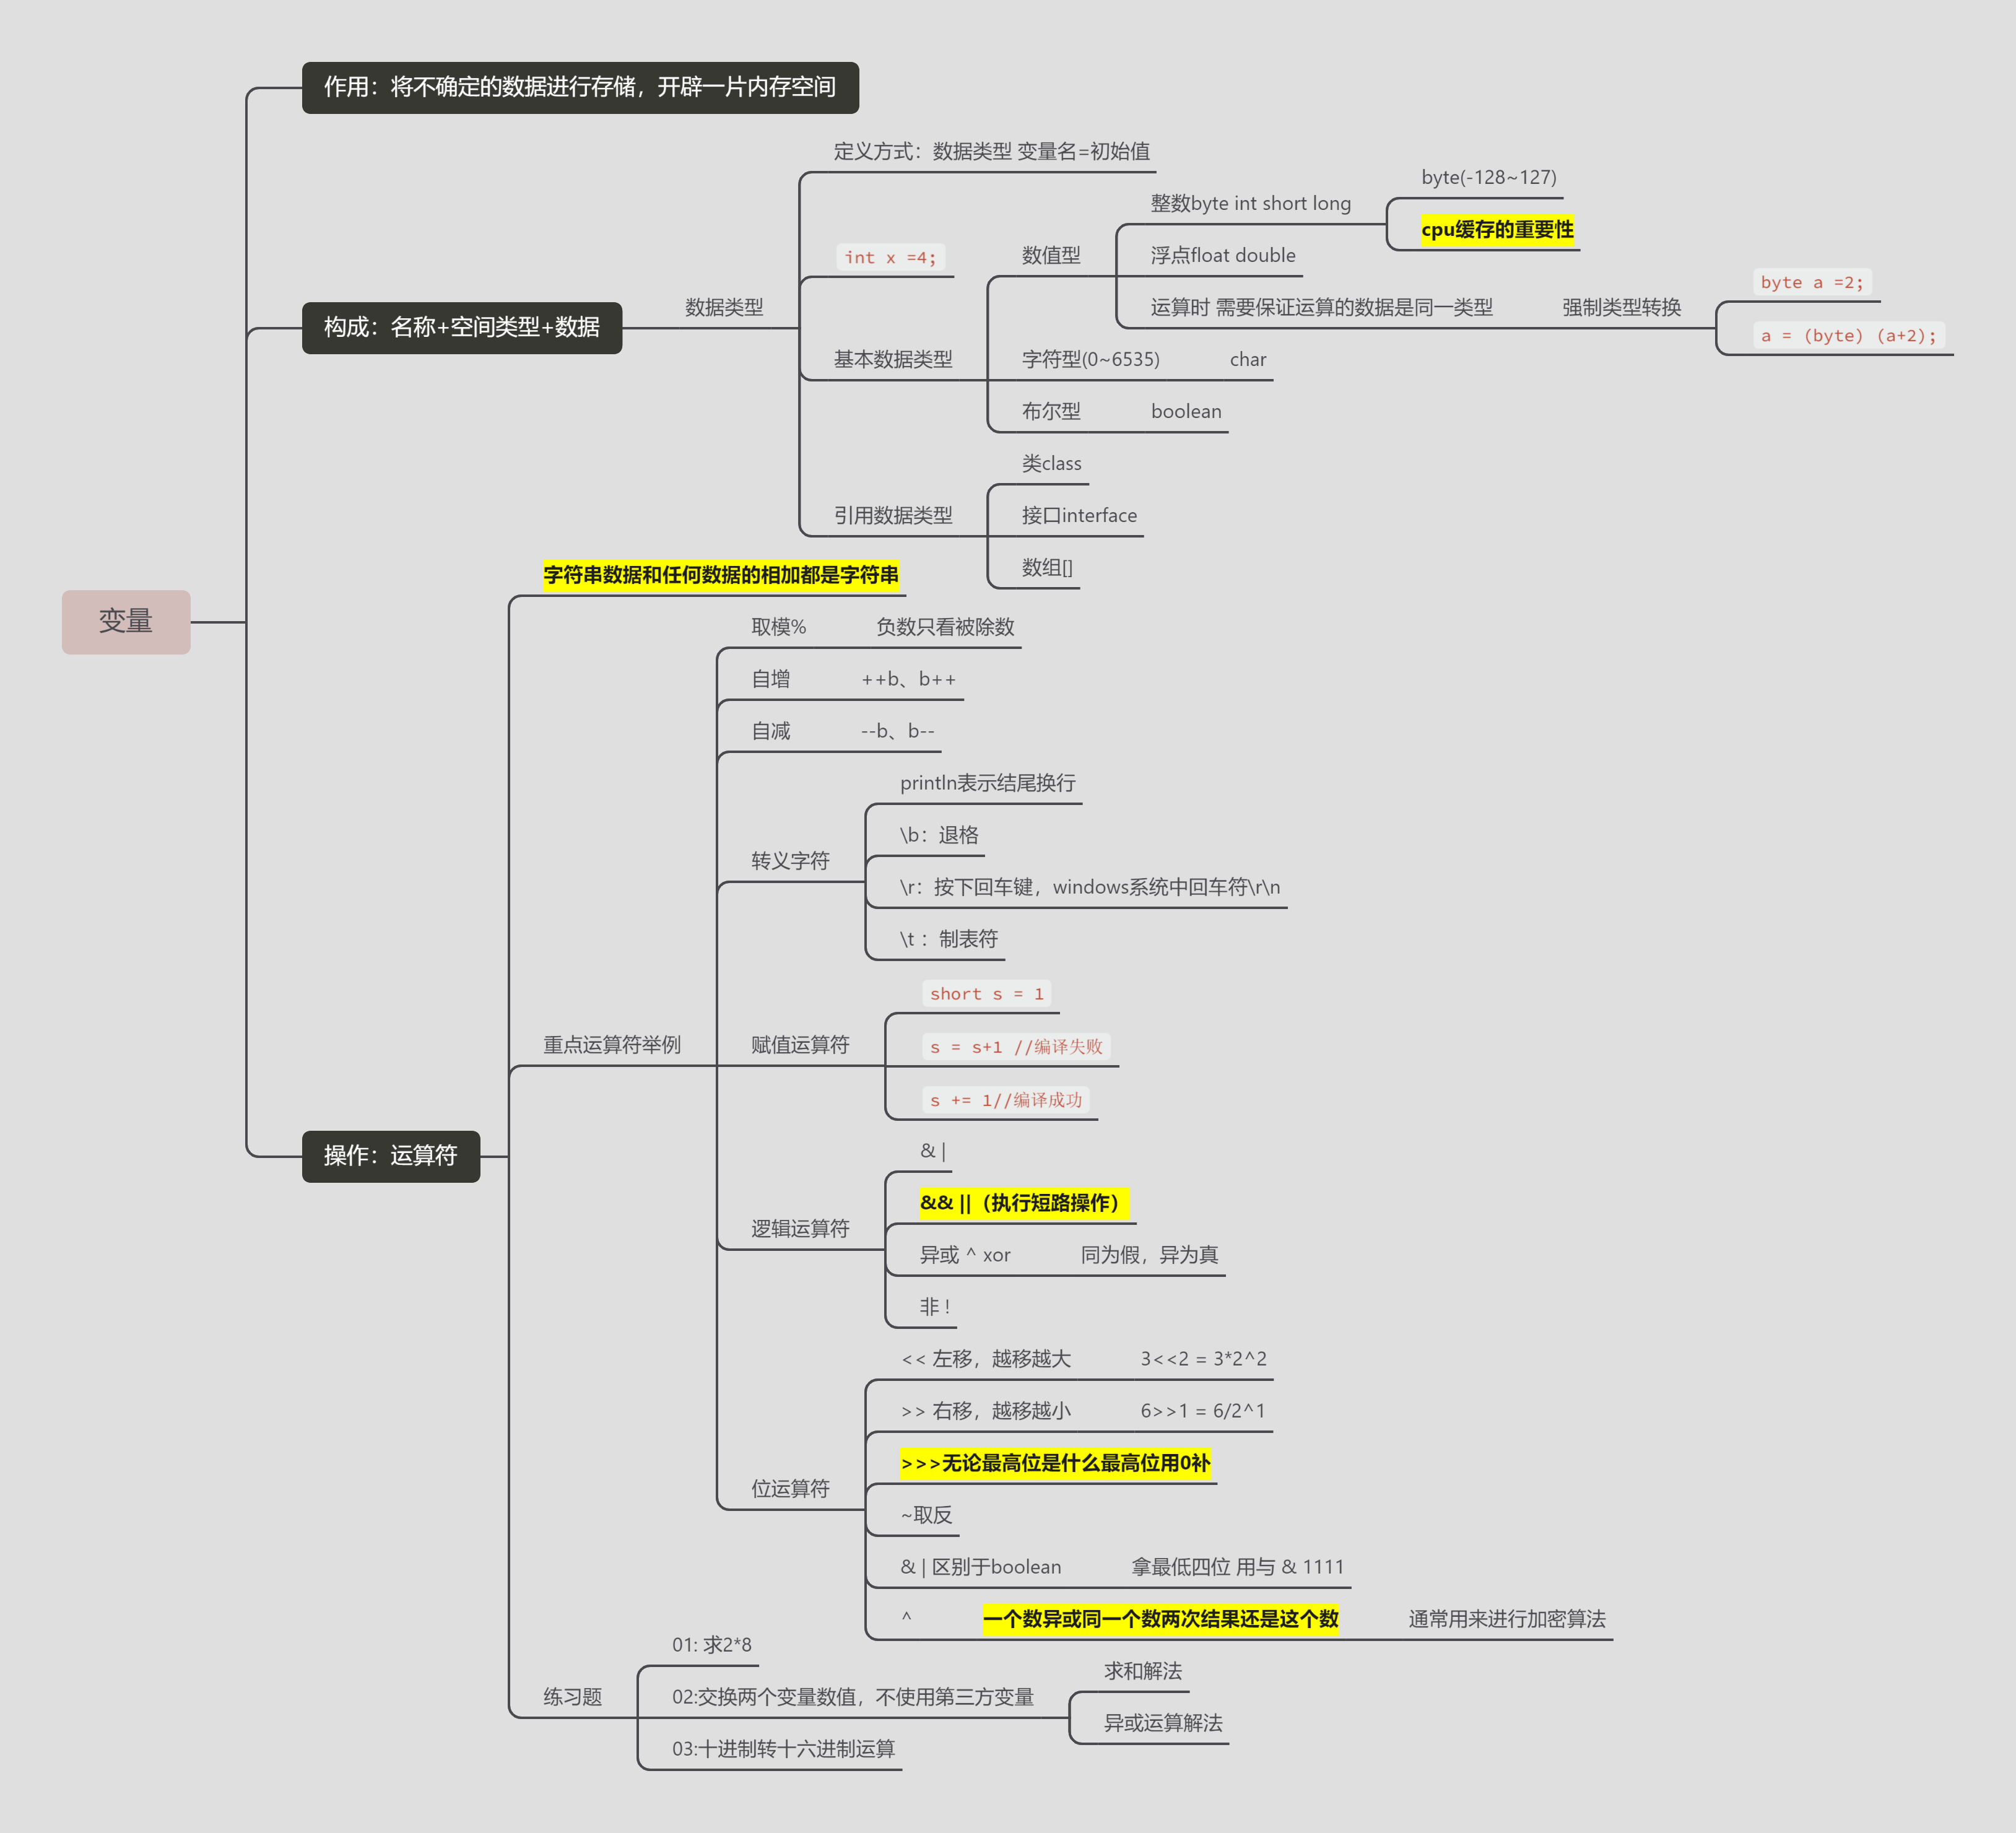 变量
作用：将不确定的数据进行存储，开辟一片内存空间
构成：名称+空间类型+数据
数据类型
定义方式：数据类型 变量名=初始值
int x =4;
基本数据类型
数值型
整数byte int short long
byte(-128~127)
cpu缓存的重要性
浮点float double
运算时 需要保证运算的数据是同一类型
强制类型转换
byte a =2;
a = (byte) (a+2);
字符型(0~6535)
char
布尔型
boolean
引用数据类型
类class
接口interface
数组[]
操作：运算符
字符串数据和任何数据的相加都是字符串
重点运算符举例
取模%
负数只看被除数
自增
++b、b++
自减
--b、b--
转义字符
println表示结尾换行
\b：退格
\r：按下回车键，windows系统中回车符\r\n
\t ：制表符
赋值运算符
short s = 1
s = s+1 //编译失败
s += 1//编译成功
逻辑运算符
& |
&& ||（执行短路操作）
异或 ^ xor
同为假，异为真
非 !
位运算符
<< 左移，越移越大
3<<2 = 3*2^2
>> 右移，越移越小
6>>1 = 6/2^1
>>>无论最高位是什么最高位用0补
~取反
& | 区别于boolean
拿最低四位 用与 & 1111
^
一个数异或同一个数两次结果还是这个数
通常用来进行加密算法
练习题
01: 求2*8
02:交换两个变量数值，不使用第三方变量
求和解法
异或运算解法
03:十进制转十六进制运算